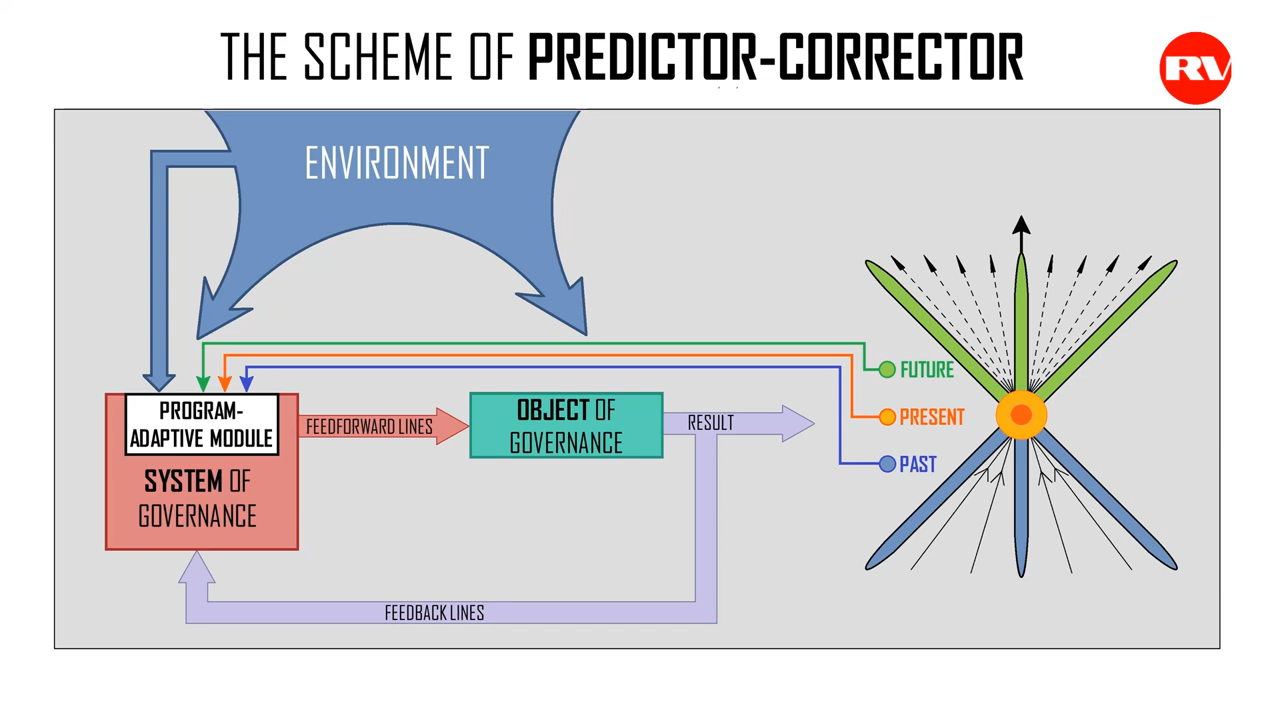 THE SCHEME OF PREDICTOR-CORRECTOR
RV
ENVIRONMENT
FUTURE
PRESENT
PAST
PROGRAM-
ADAPTIVE MODULE
SYSTEM OF
GOVERNANCE
FEEDFORWARD LINES
OBJECT OF
GOVERNANCE
RESULT
FEEDBACK LINES